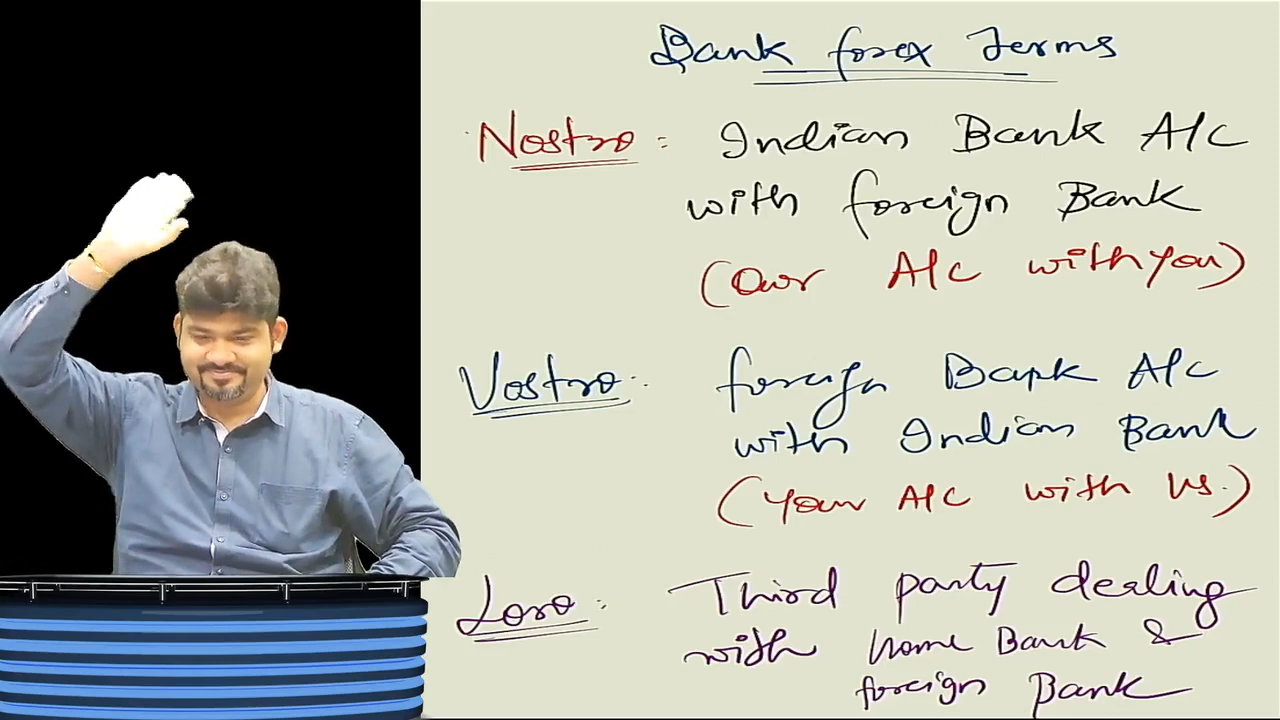 Bank forex Terms
Nostro: Indian Bank A/c
with foreign Bank
(Our A/c with you)
Vostro: foreign Bank A/c
with Indian Bank
(Your A/c with us.)
Loro: Third party dealing
with home Bank &
foreign Bank